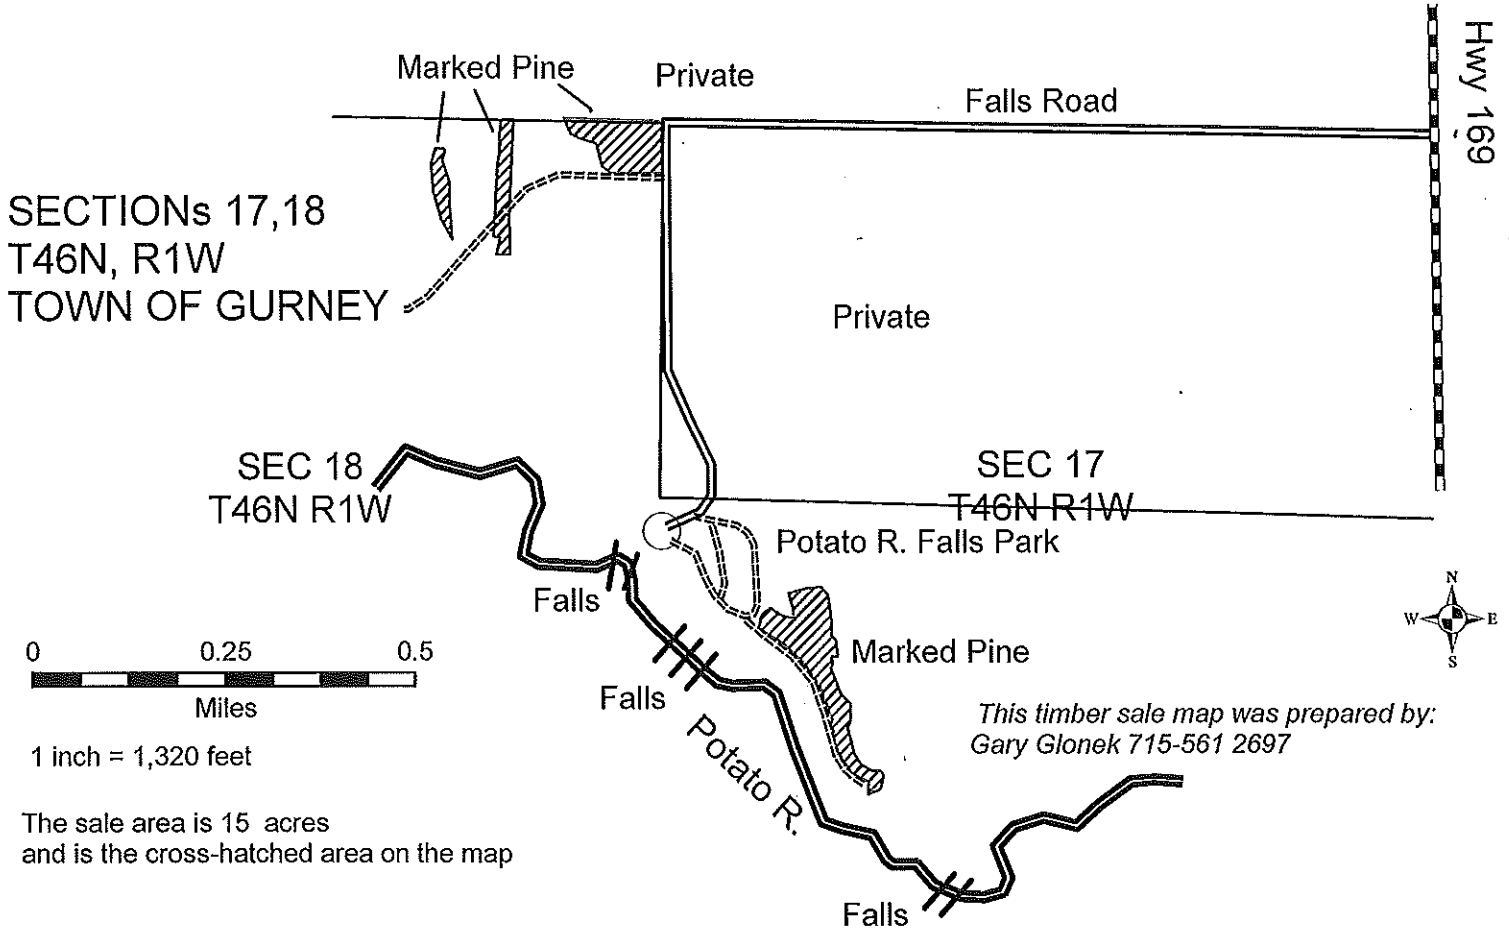 Hwy 169
Marked Pine
Private
Falls Road
SECTIONs 17,18
T46N, R1W
TOWN OF GURNEY
Private
SEC 18
T46N R1W
SEC 17
T46N R1W
Potato R. Falls Park
Falls
N
W E
S
0 0.25 0.5
Miles
Marked Pine
Falls
Potato R.
This timber sale map was prepared by:
Gary Glonek 715-561 2697
1 inch = 1,320 feet
The sale area is 15 acres
and is the cross-hatched area on the map
Falls